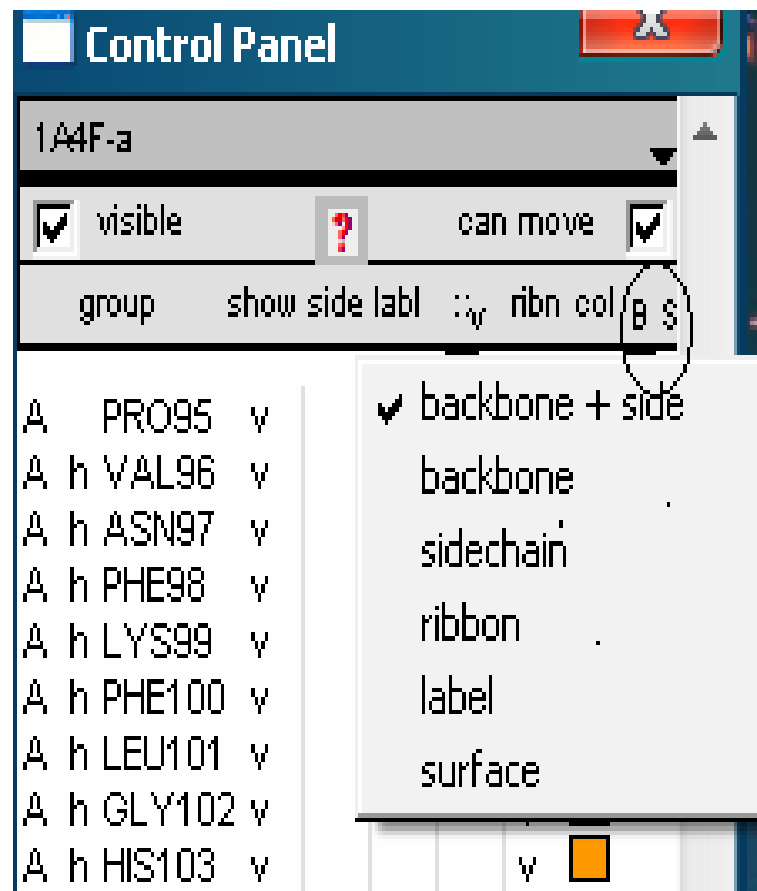 Control Panel
X
1A4F-a
visible ? can move
group show side labl ::v ribn col B S
A PRO95 v
A h VAL96 v
A h ASN97 v
A h PHE98 v
A h LYS99 v
A h PHE100 v
A h LEU101 v
A h GLY102 v
A h HIS103 v v
backbone + side
backbone
sidechain
ribbon
label
surface